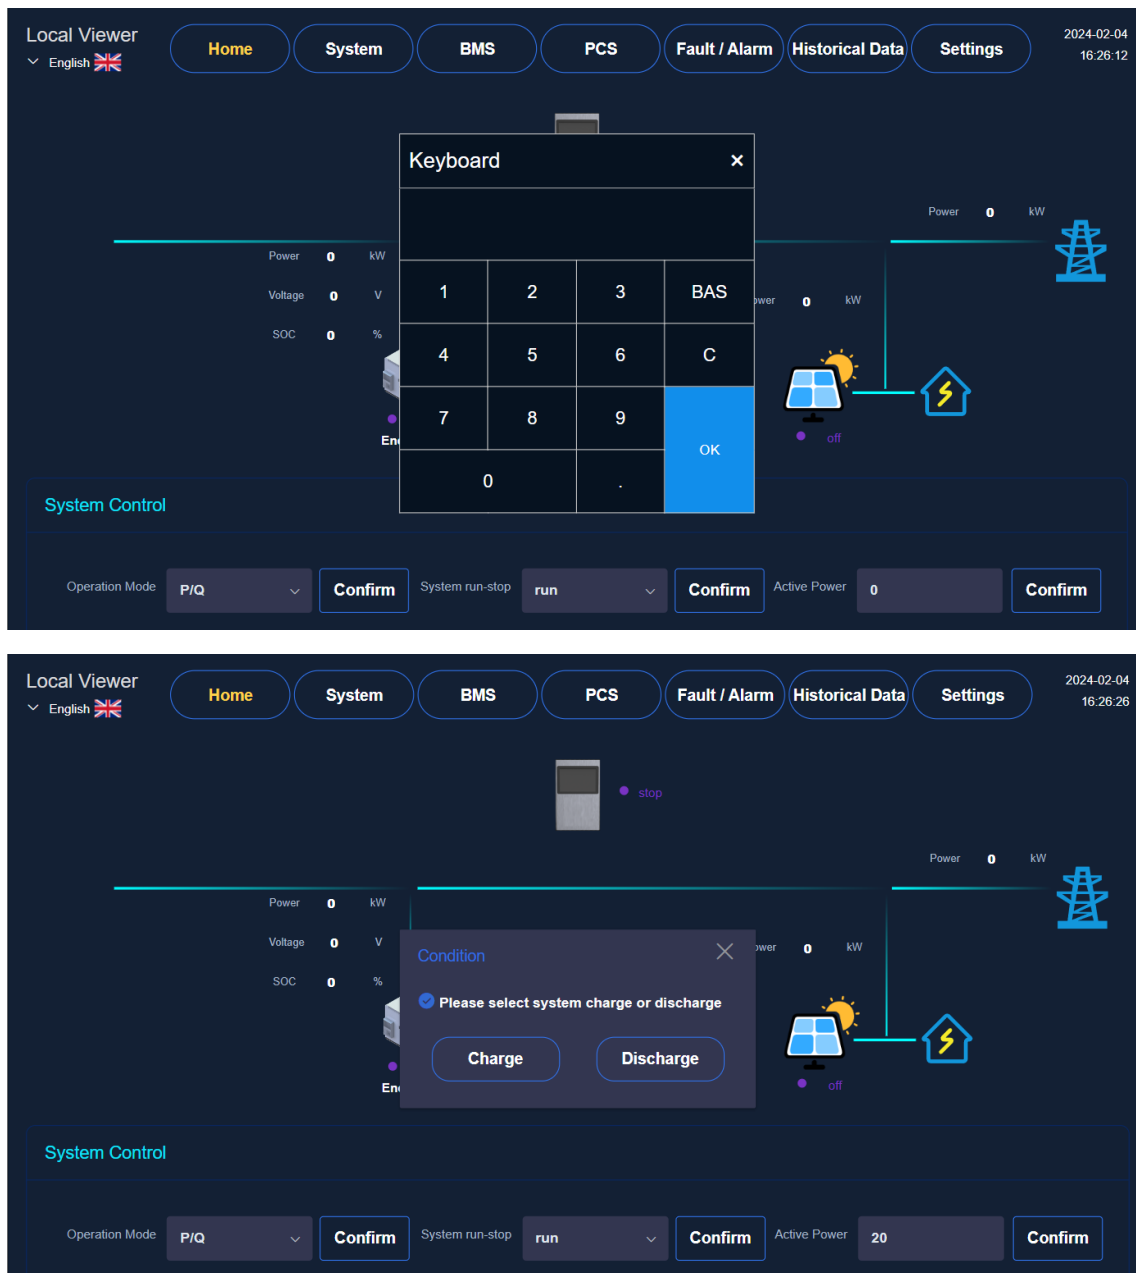 Local Viewer
English
Home
System
BMS
PCS
Fault / Alarm
Historical Data
Settings
2024-02-04
16:26:12
Keyboard
×
Power 0 kW
Power 0 kW
Voltage 0 V
SOC 0 %
1 2 3 BAS
4 5 6 C
7 8 9
OK
0 .
0 kW
off
System Control
Operation Mode P/Q Confirm System run-stop run Confirm Active Power 0 Confirm
Local Viewer
English
Home
System
BMS
PCS
Fault / Alarm
Historical Data
Settings
2024-02-04
16:26:26
stop
Power 0 kW
Power 0 kW
Voltage 0 V
SOC 0 %
Condition
Please select system charge or discharge
Charge Discharge
0 kW
off
System Control
Operation Mode P/Q Confirm System run-stop run Confirm Active Power 20 Confirm